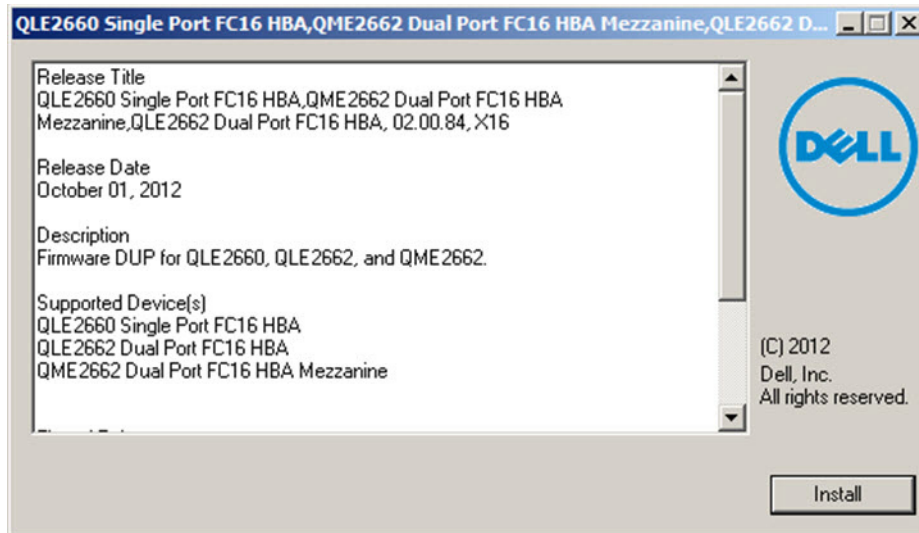 QLE2660 Single Port FC16 HBA,QME2662 Dual Port FC16 HBA Mezzanine,QLE2662 D...
Release Title
QLE2660 Single Port FC16 HBA,QME2662 Dual Port FC16 HBA
Mezzanine,QLE2662 Dual Port FC16 HBA, 02.00.84, X16
Release Date
October 01, 2012
Description
Firmware DUP for QLE2660, QLE2662, and QME2662.
Supported Device(s)
QLE2660 Single Port FC16 HBA
QLE2662 Dual Port FC16 HBA
QME2662 Dual Port FC16 HBA Mezzanine
DELL
(C) 2012
Dell, Inc.
All rights reserved.
Install